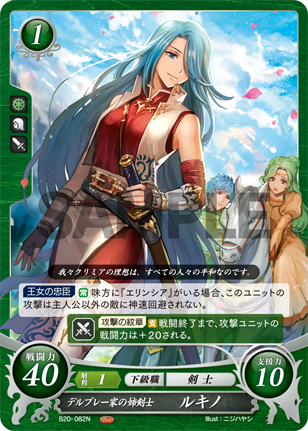 1
SAMPLE
我々クリミアの理想は、すべての人々の平和なのです。
王女の忠臣 常 味方に『エリンシア』がいる場合、このユニットの
攻撃は主人公以外の敵に神速回避されない。
攻撃の紋章 支 戦闘終了まで、攻撃ユニットの
戦闘力は+20される。
戦闘力
40
射程 1 下級職 剣士
支援力
10
デルブレー家の姉剣士 ルキノ
B20-082N
Illust:ニジハヤシ